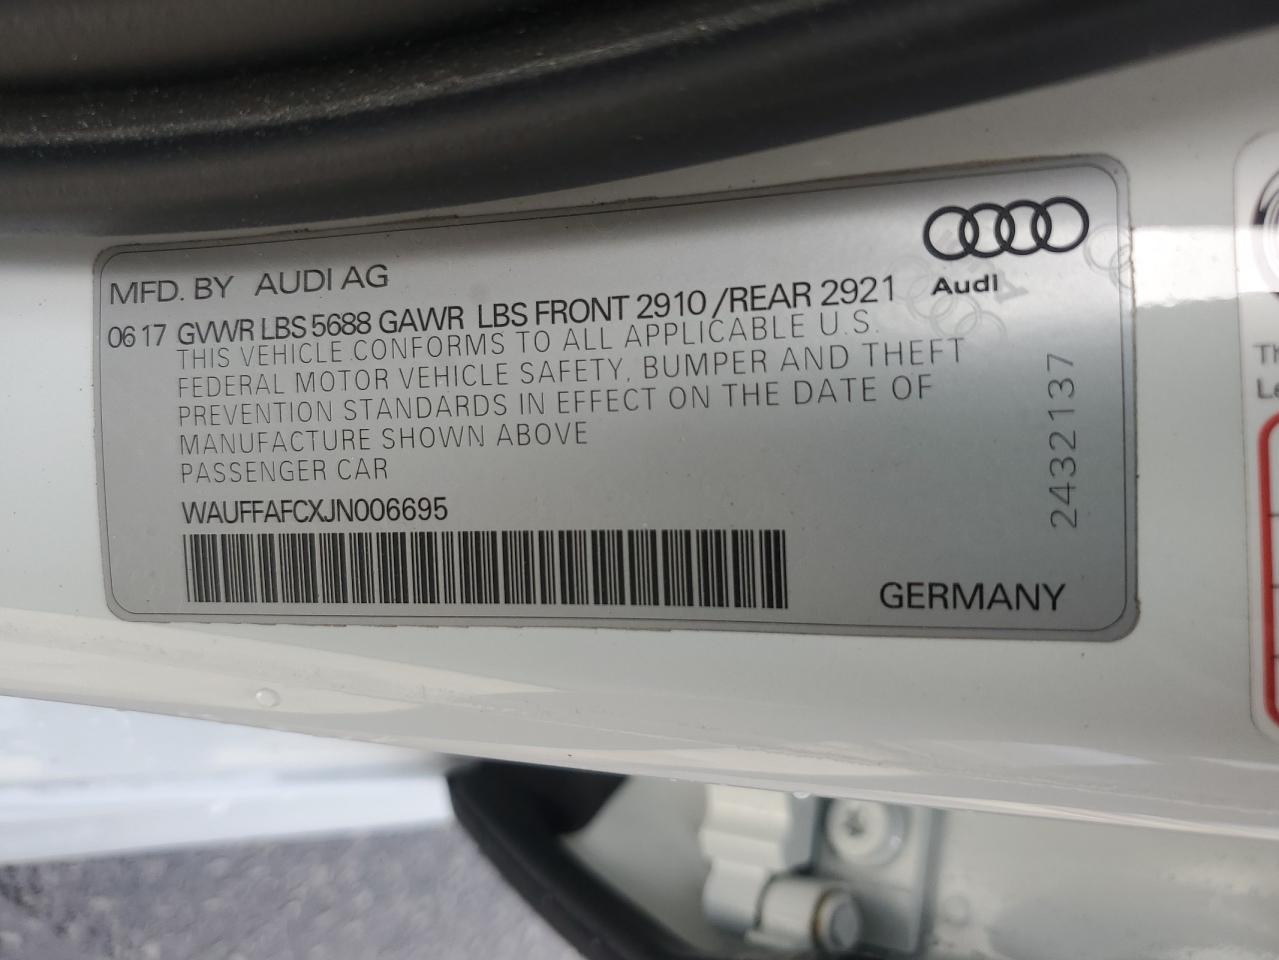 Audi
MFD. BY AUDI AG
06 17 GVWR LBS 5688 GAWR LBS FRONT 2910 /REAR 2921
THIS VEHICLE CONFORMS TO ALL APPLICABLE U.S.
FEDERAL MOTOR VEHICLE SAFETY, BUMPER AND THEFT
PREVENTION STANDARDS IN EFFECT ON THE DATE OF
MANUFACTURE SHOWN ABOVE
PASSENGER CAR
WAUFFAFCXJN006695
GERMANY
2432137